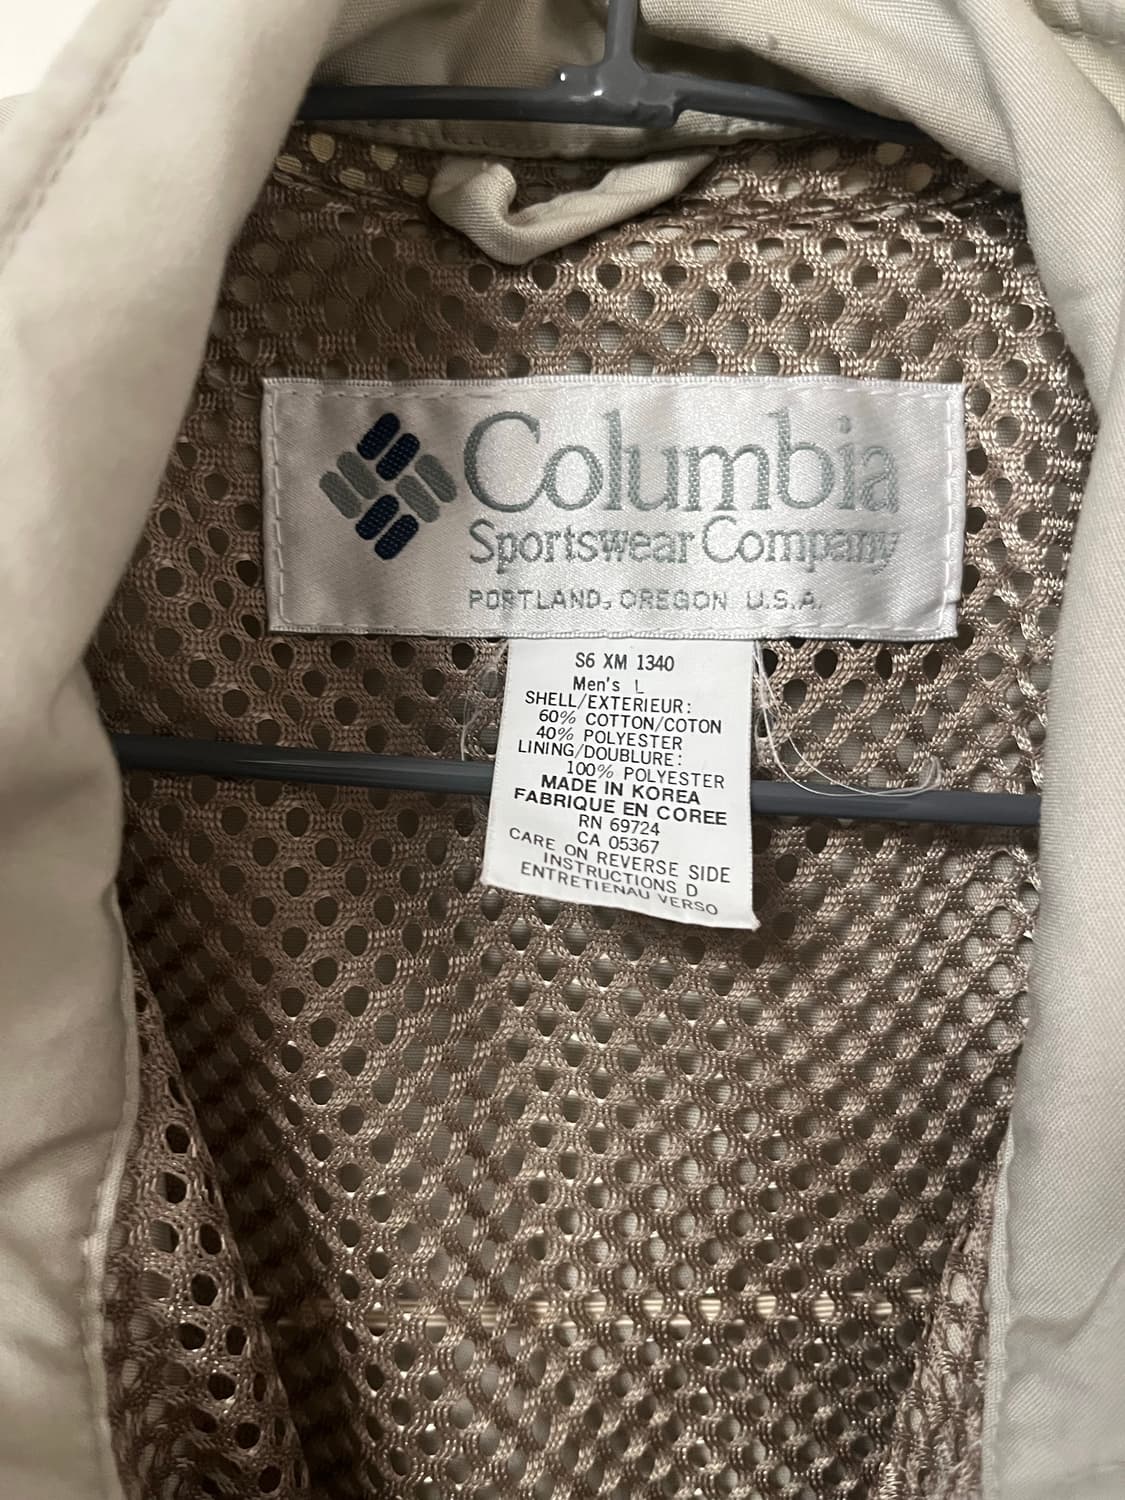 Columbia
Sportswear Company
PORTLAND, OREGON U.S.A.
S6 XM 1340
Men's L
SHELL/EXTERIEUR:
60% COTTON/COTON
40% POLYESTER
LINING/DOUBLURE:
100% POLYESTER
MADE IN KOREA
FABRIQUE EN COREE
RN 69724
CA 05367
CARE ON REVERSE SIDE
INSTRUCTIONS D
ENTRETIENAU VERSO